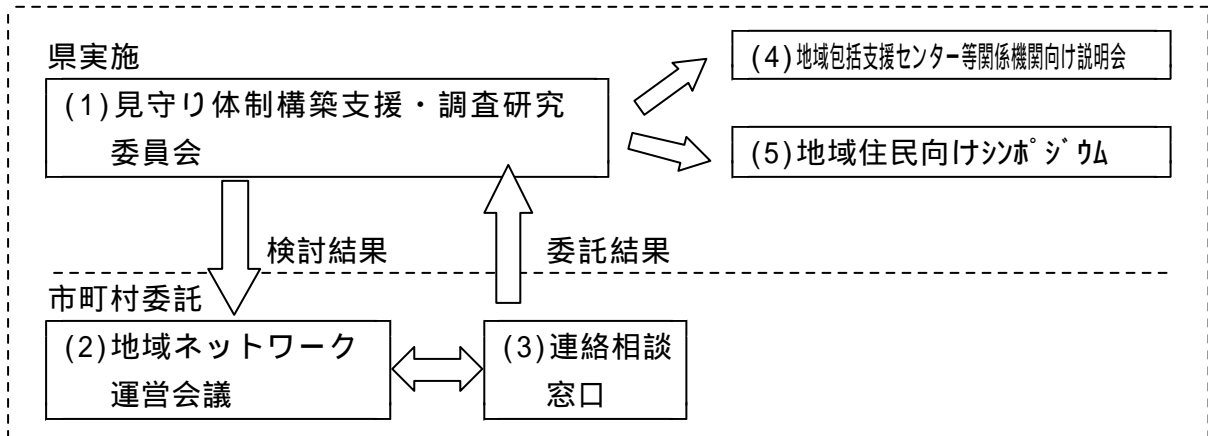 県実施
(1)見守り体制構築支援・調査研究
委員会
(4)地域包括支援センター等関係機関向け説明会
(5)地域住民向けｼﾝﾎﾟｼﾞｳﾑ
検討結果
委託結果
市町村委託
(2)地域ネットワーク
運営会議
(3)連絡相談
窓口